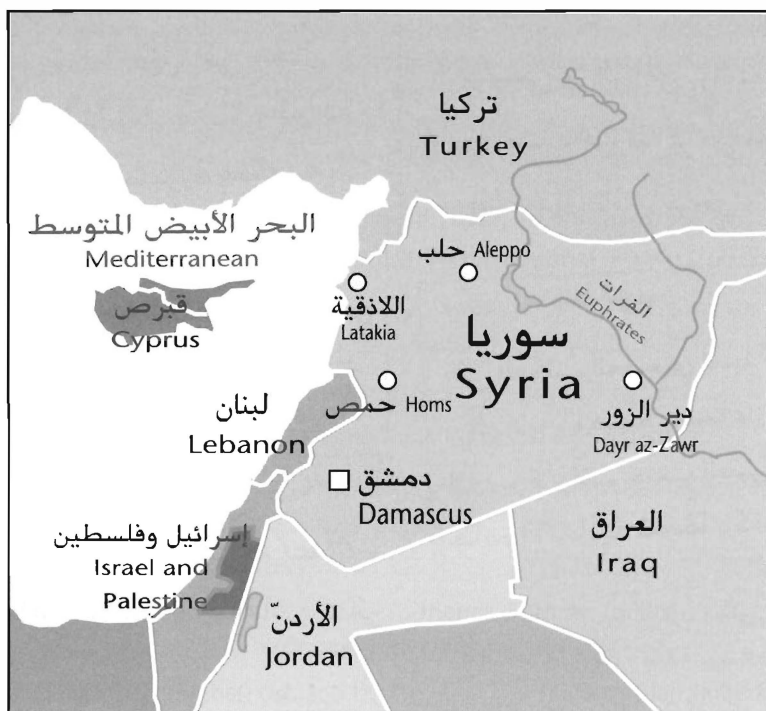 تركيا
Turkey
البحر الأبيض المتوسط
Mediterranean
قبرص
Cyprus
حلب Aleppo
اللاذقية
Latakia
الفرات
Euphrates
سوريا
Syria
حمص Homs
دير الزور
Dayr az-Zawr
لبنان
Lebanon
دمشق
Damascus
إسرائيل وفلسطين
Israel and
Palestine
العراق
Iraq
الأردنّ
Jordan